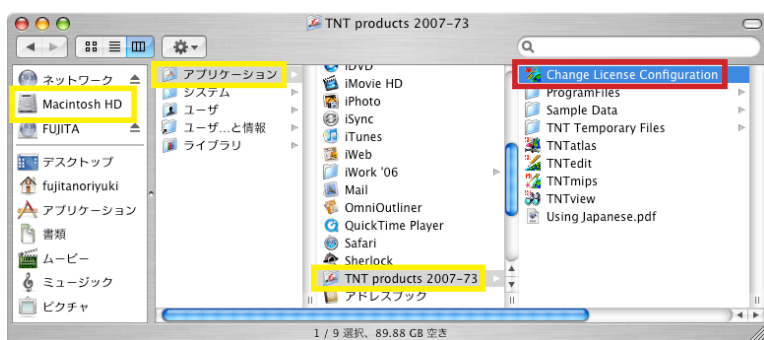 TNT products 2007-73
ネットワーク
Macintosh HD
FUJITA
デスクトップ
fujitanoriyuki
アプリケーション
書類
ムービー
ミュージック
ピクチャ
アプリケーション
システム
ユーザ
ユーザ...と情報
ライブラリ
iDVD
iMovie HD
iPhoto
iSync
iTunes
iWeb
iWork '06
Mail
OmniOutliner
QuickTime Player
Safari
Sherlock
TNT products 2007-73
アドレスブック
Change License Configuration
ProgramFiles
Sample Data
TNT Temporary Files
TNTatlas
TNTedit
TNTmips
TNTview
Using Japanese.pdf
1 / 9 選択、89.88 GB 空き